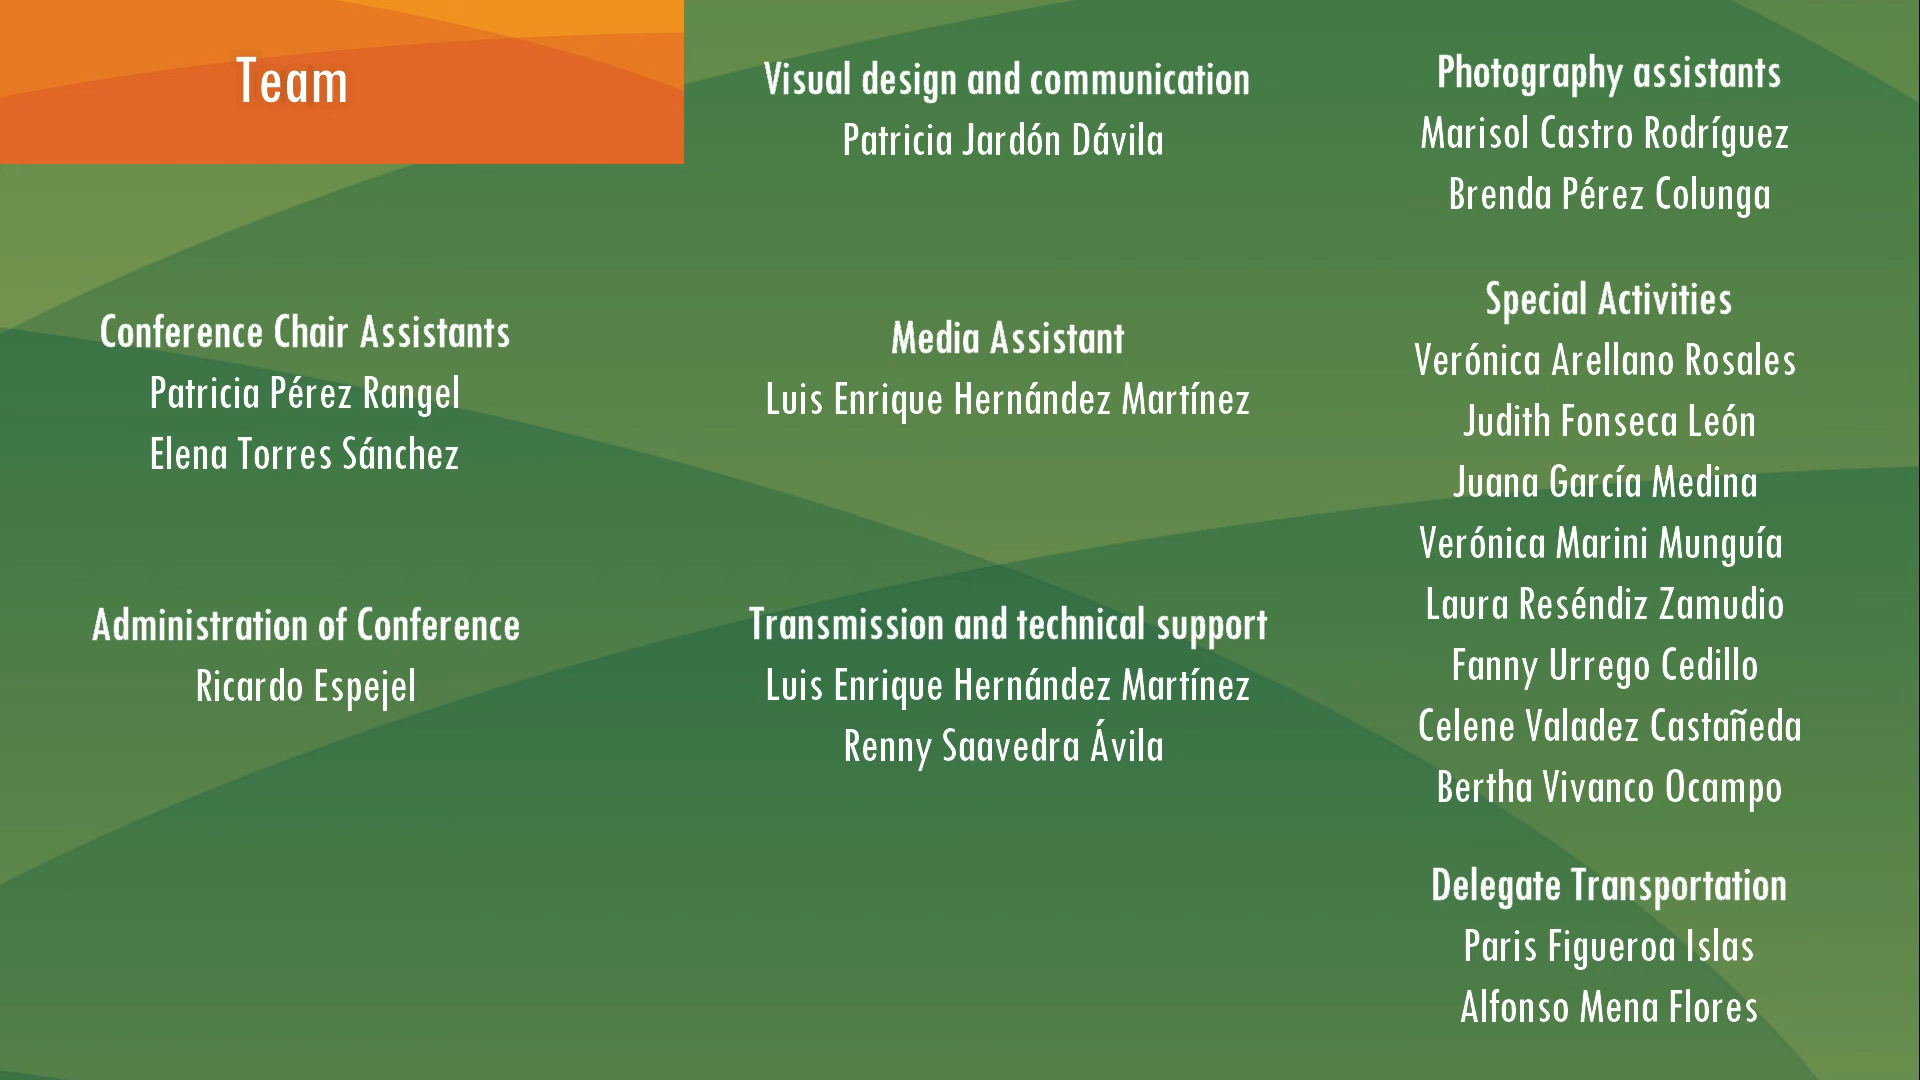 Team
Conference Chair Assistants
Patricia Pérez Rangel
Elena Torres Sánchez
Administration of Conference
Ricardo Espejel
Visual design and communication
Patricia Jardón Dávila
Media Assistant
Luis Enrique Hernández Martínez
Transmission and technical support
Luis Enrique Hernández Martínez
Renny Saavedra Ávila
Photography assistants
Marisol Castro Rodríguez
Brenda Pérez Colunga
Special Activities
Verónica Arellano Rosales
Judith Fonseca León
Juana García Medina
Verónica Marini Munguía
Laura Reséndiz Zamudio
Fanny Urrego Cedillo
Celene Valadez Castañeda
Bertha Vivanco Ocampo
Delegate Transportation
Paris Figueroa Islas
Alfonso Mena Flores